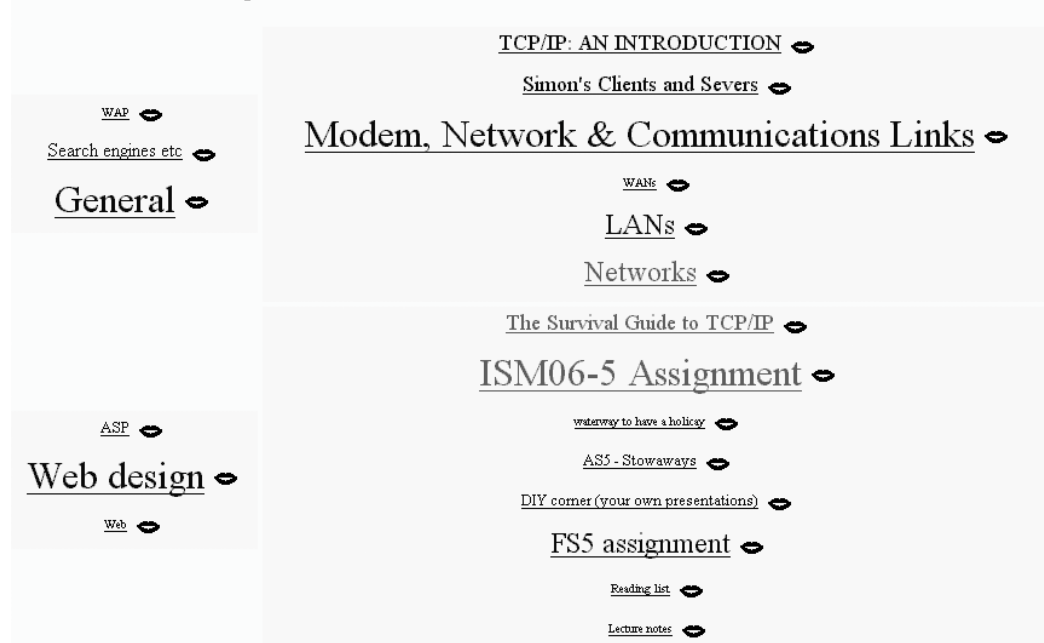 WAP
Search engines etc
General
ASP
Web design
Web
TCP/IP: AN INTRODUCTION
Simon's Clients and Severs
Modem, Network & Communications Links
WANs
LANs
Networks
The Survival Guide to TCP/IP
ISM06-5 Assignment
waterway to have a holicay
AS5 - Stowaways
DIY corner (your own presentations)
FS5 assignment
Reading list
Lecture notes